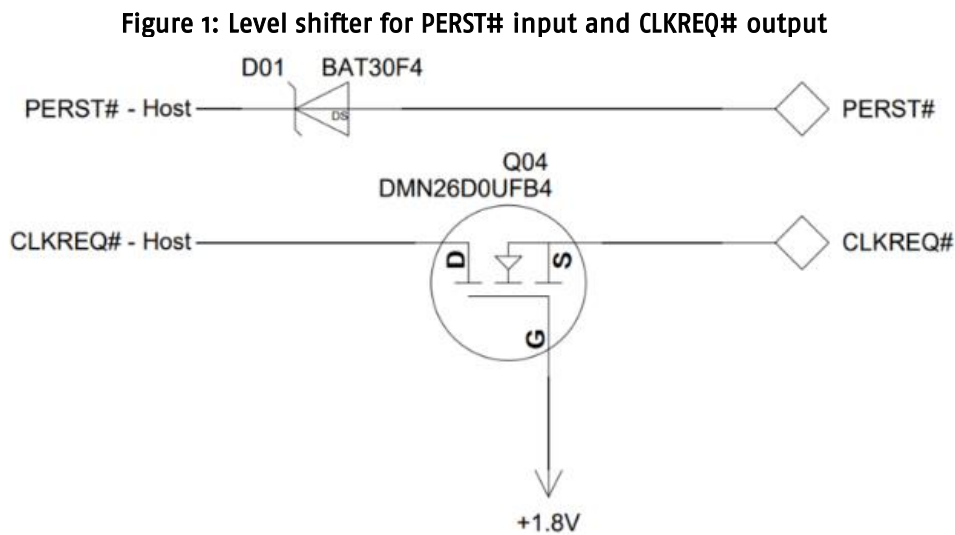 Figure 1: Level shifter for PERST# input and CLKREQ# output
D01 BAT30F4
PERST# - Host
DS
PERST#
Q04
DMN26D0UFB4
CLKREQ# - Host
D
S
CLKREQ#
G
+1.8V